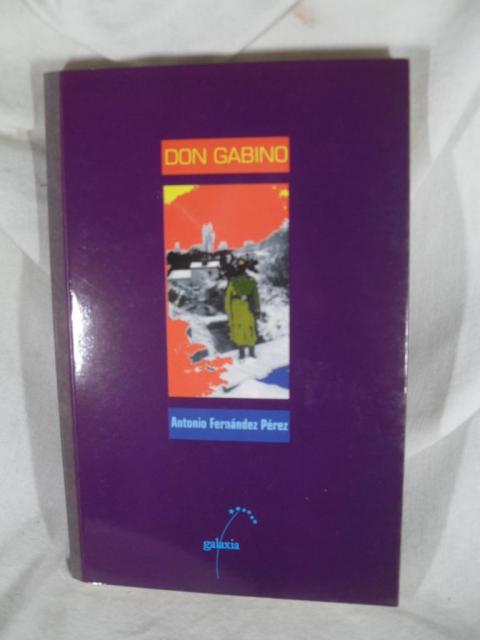 DON GABINO
Antonio Fernández Pérez
galaxia